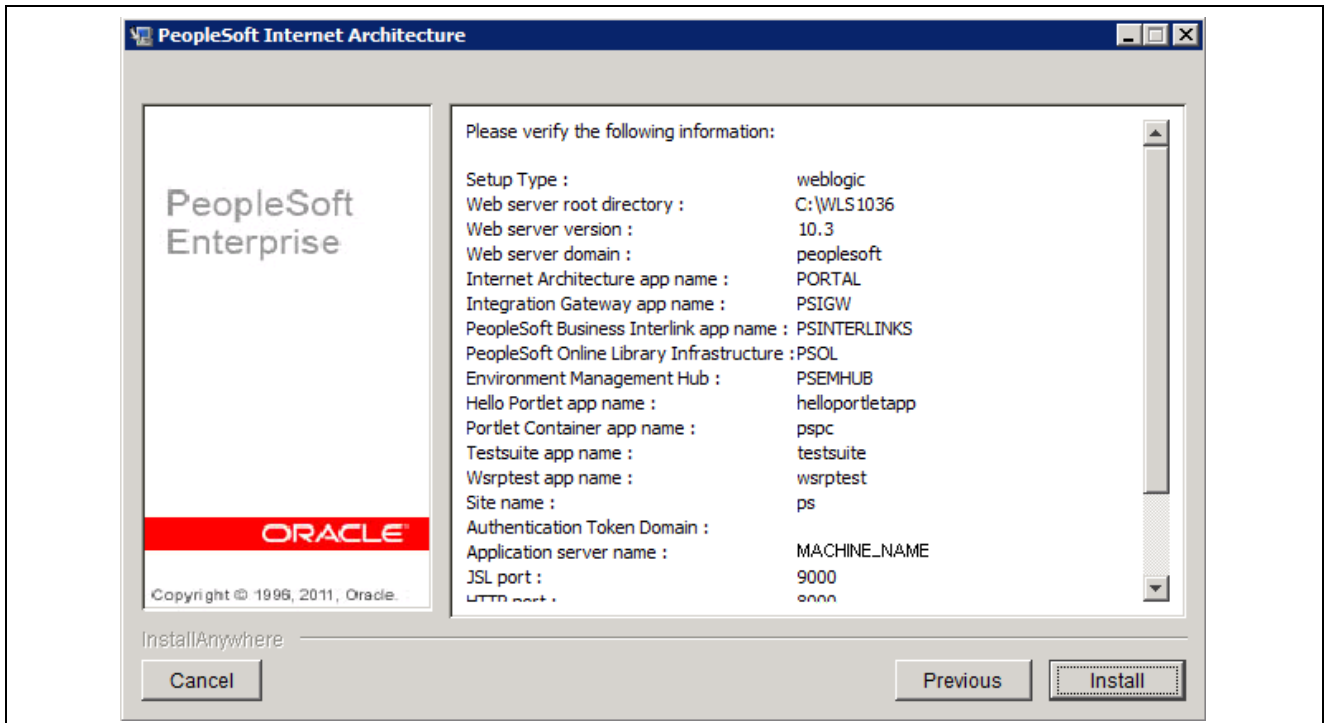 PeopleSoft Internet Architecture
PeopleSoft
Enterprise
ORACLE
Copyright © 1996, 2011, Oracle.
Please verify the following information:
Setup Type : weblogic
Web server root directory : C:\WLS1036
Web server version : 10.3
Web server domain : peoplesoft
Internet Architecture app name : PORTAL
Integration Gateway app name : PSIGW
PeopleSoft Business Interlink app name : PSINTERLINKS
PeopleSoft Online Library Infrastructure :PSOL
Environment Management Hub : PSEMHUB
Hello Portlet app name : helloportletapp
Portlet Container app name : pspc
Testsuite app name : testsuite
Wsrptest app name : wsrptest
Site name : ps
Authentication Token Domain :
Application server name : MACHINE_NAME
JSL port : 9000
HTTP port :
InstallAnywhere
Cancel
Previous
Install